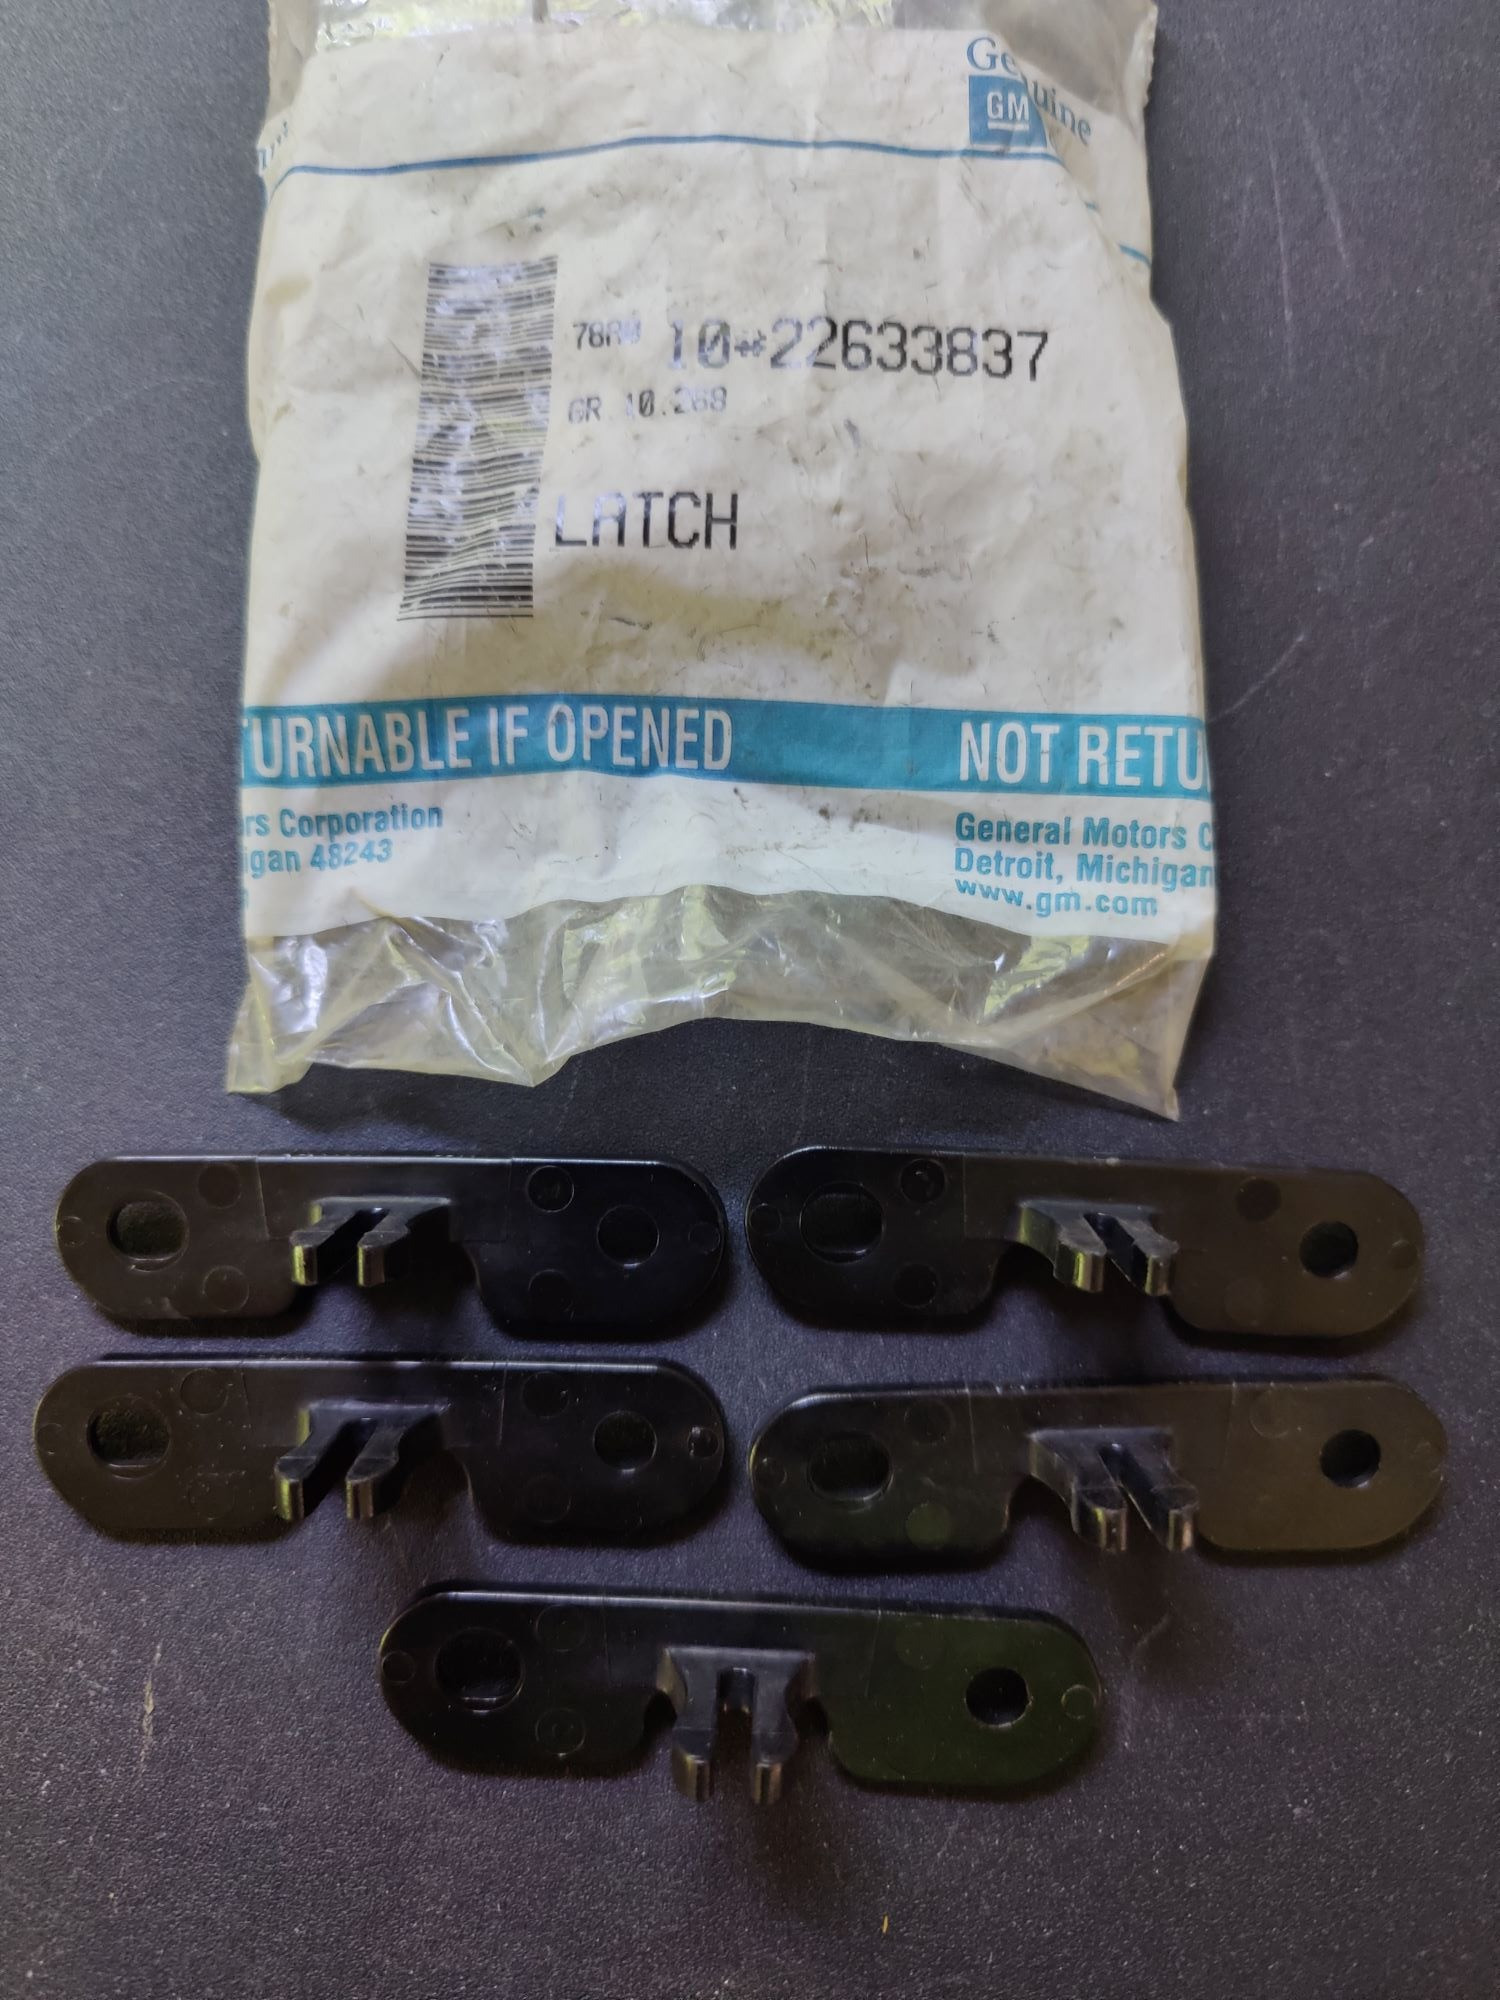 Genuine
GM
10*22633837
GR. 10.268
LATCH
TURNABLE IF OPENED NOT RETU
rs Corporation
igan 48243
General Motors C
Detroit, Michigan
www.gm.com